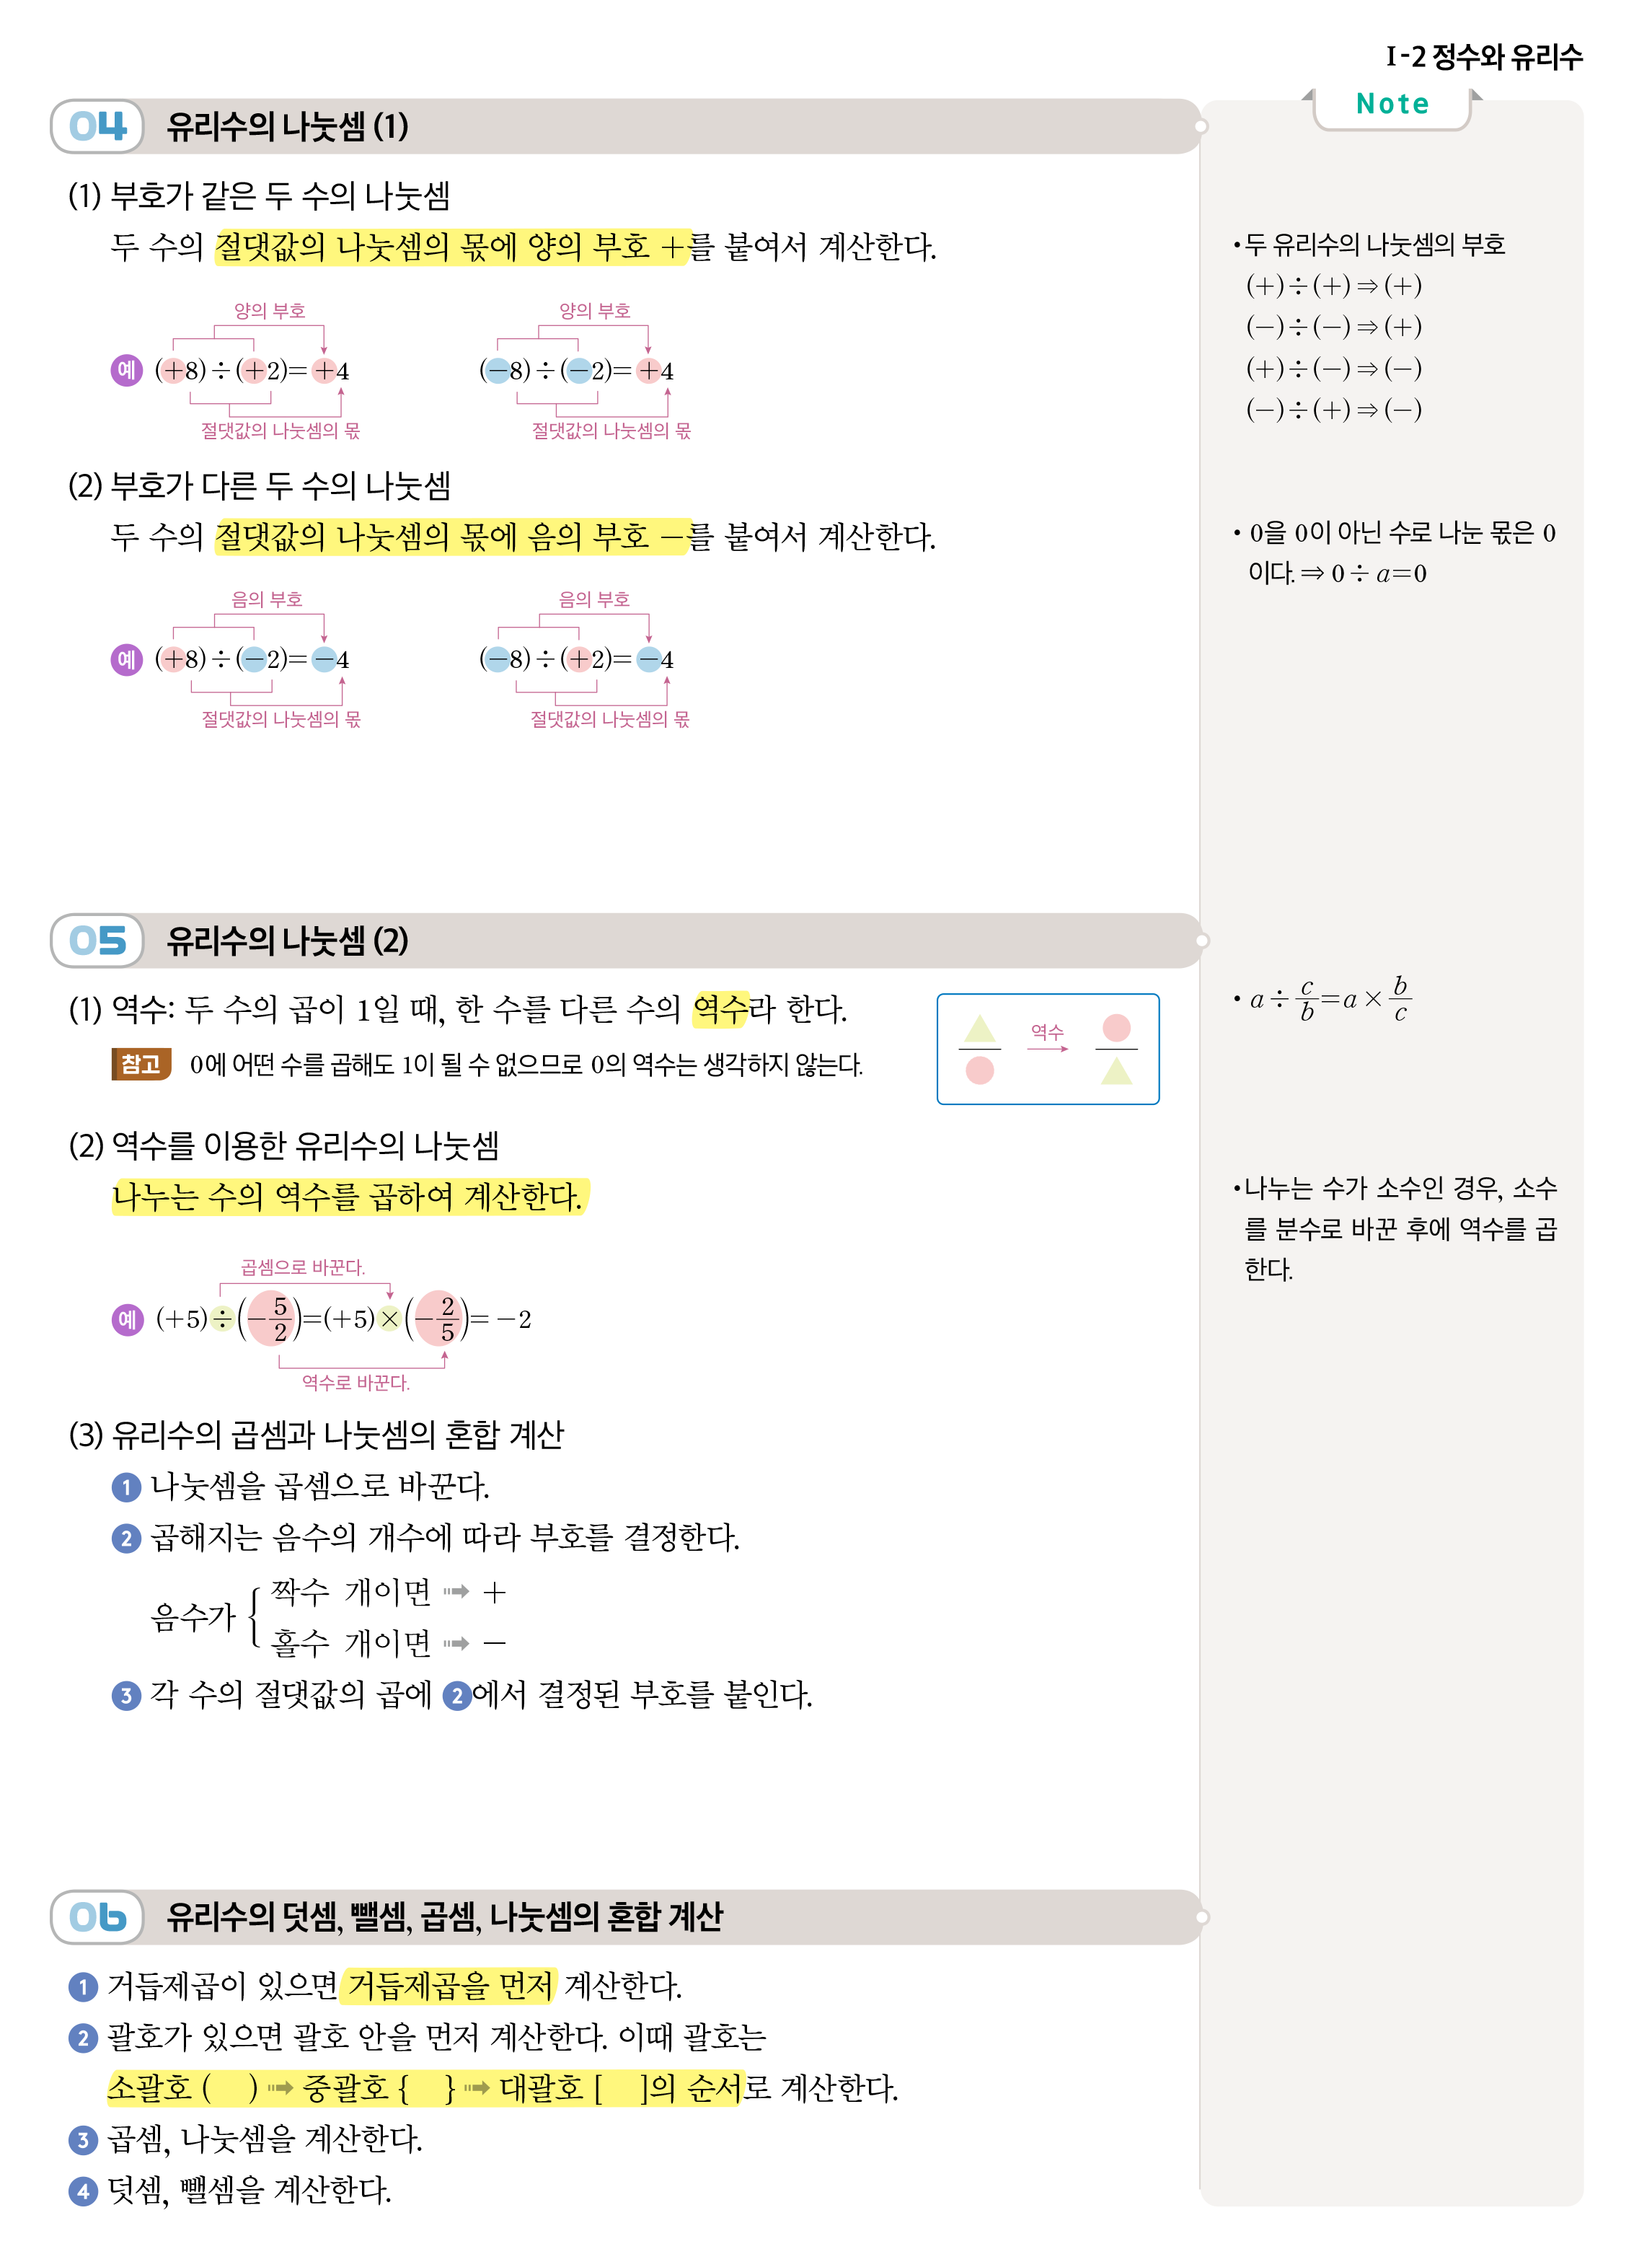 I-2 정수와 유리수
04 유리수의 나눗셈 (1)
(1) 부호가 같은 두 수의 나눗셈
두 수의 절댓값의 나눗셈의 몫에 양의 부호 +를 붙여서 계산한다.
양의 부호 양의 부호
예 (+8)÷(+2)=+4 (-8)÷(-2)=+4
절댓값의 나눗셈의 몫 절댓값의 나눗셈의 몫
(2) 부호가 다른 두 수의 나눗셈
두 수의 절댓값의 나눗셈의 몫에 음의 부호 -를 붙여서 계산한다.
음의 부호 음의 부호
예 (+8)÷(-2)=-4 (-8)÷(+2)=-4
절댓값의 나눗셈의 몫 절댓값의 나눗셈의 몫
05 유리수의 나눗셈 (2)
(1) 역수: 두 수의 곱이 1일 때, 한 수를 다른 수의 역수라 한다.
참고 0에 어떤 수를 곱해도 1이 될 수 없으므로 0의 역수는 생각하지 않는다.
역수
(2) 역수를 이용한 유리수의 나눗셈
나누는 수의 역수를 곱하여 계산한다.
곱셈으로 바꾼다.
예 (+5)÷(-5/2)=(+5)×(-2/5)=-2
역수로 바꾼다.
(3) 유리수의 곱셈과 나눗셈의 혼합 계산
1 나눗셈을 곱셈으로 바꾼다.
2 곱해지는 음수의 개수에 따라 부호를 결정한다.
음수가 { 짝수 개이면 ➡ +
홀수 개이면 ➡ -
3 각 수의 절댓값의 곱에 2에서 결정된 부호를 붙인다.
06 유리수의 덧셈, 뺄셈, 곱셈, 나눗셈의 혼합 계산
1 거듭제곱이 있으면 거듭제곱을 먼저 계산한다.
2 괄호가 있으면 괄호 안을 먼저 계산한다. 이때 괄호는
소괄호 ( ) ➡ 중괄호 { } ➡ 대괄호 [ ]의 순서로 계산한다.
3 곱셈, 나눗셈을 계산한다.
4 덧셈, 뺄셈을 계산한다.
Note
• 두 유리수의 나눗셈의 부호
(+)÷(+)⇒(+)
(-)÷(-)⇒(+)
(+)÷(-)⇒(-)
(-)÷(+)⇒(-)
• 0을 0이 아닌 수로 나눈 몫은 0
이다. ⇒ 0÷a=0
• a÷c/b=a×b/c
• 나누는 수가 소수인 경우, 소수
를 분수로 바꾼 후에 역수를 곱
한다.